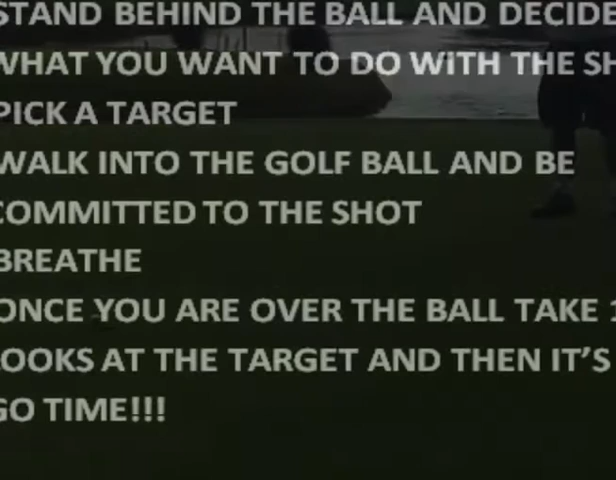 STAND BEHIND THE BALL AND DECIDE
WHAT YOU WANT TO DO WiTH THE SH
PICK A TARGET
WALK INTO THE GOLF BALL AND BE
COMMITTED TO THE SHOT
BREATHE
ONCE YOU ARE OVER THE BALL TAKE 1
LOOKS AT THE TARGET AND THEN IT'S
GO TIME!!!